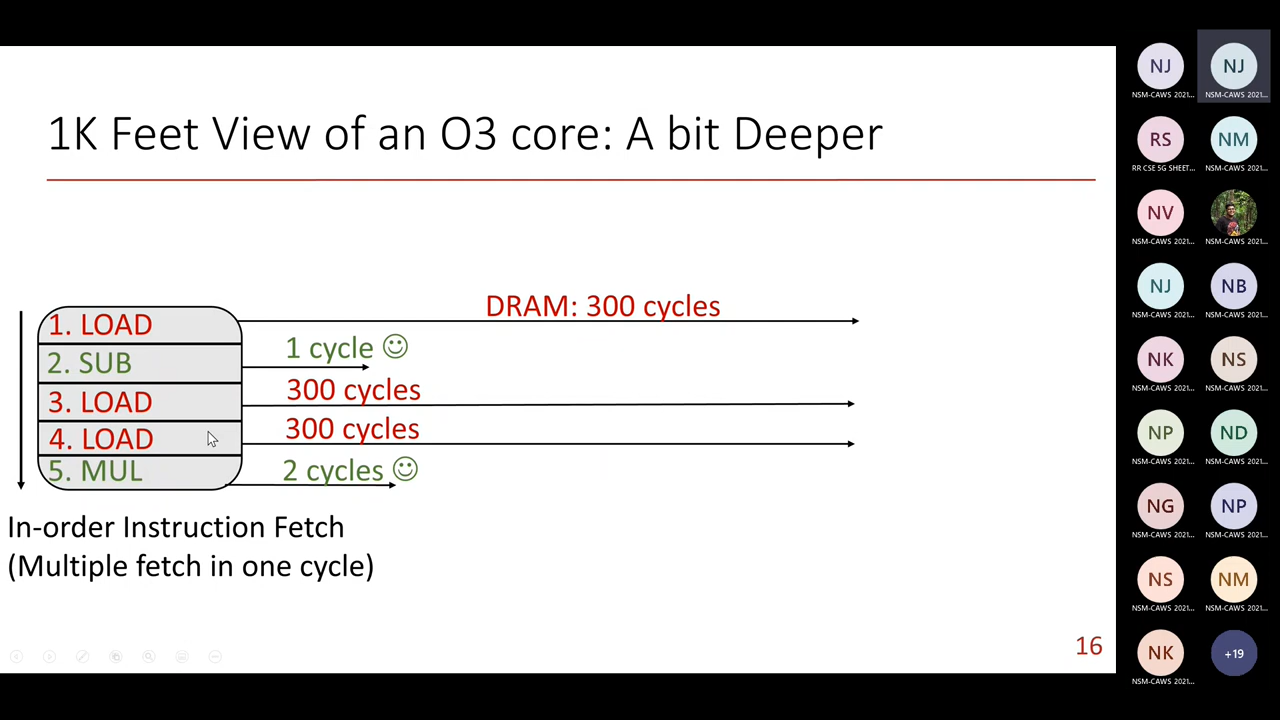 1K Feet View of an O3 core: A bit Deeper
1. LOAD
DRAM: 300 cycles
2. SUB
1 cycle ☺
3. LOAD
300 cycles
4. LOAD
300 cycles
5. MUL
2 cycles ☺
In-order Instruction Fetch
(Multiple fetch in one cycle)
16
NJ
NSM-CAWS 2021...
NJ
NSM-CAWS 2021...
RS
RR CSE 5G SHEET...
NM
NSM-CAWS 2021...
NV
NSM-CAWS 2021...
NSM-CAWS 2021...
NJ
NSM-CAWS 2021...
NB
NSM-CAWS 2021...
NK
NSM-CAWS 2021...
NS
NSM-CAWS 2021...
NP
NSM-CAWS 2021...
ND
NSM-CAWS 2021...
NG
NSM-CAWS 2021...
NP
NSM-CAWS 2021...
NS
NSM-CAWS 2021...
NM
NSM-CAWS 2021...
NK
NSM-CAWS 2021...
+19